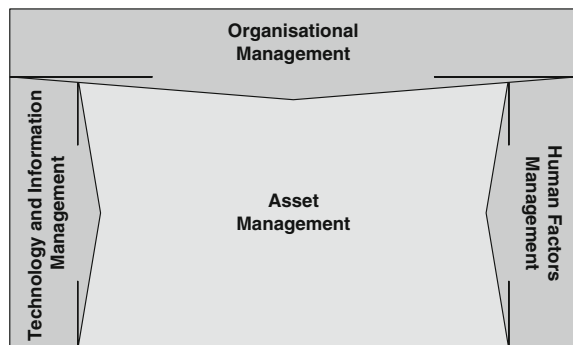 Organisational
Management
Technology and Information
Management
Asset
Management
Human Factors
Management